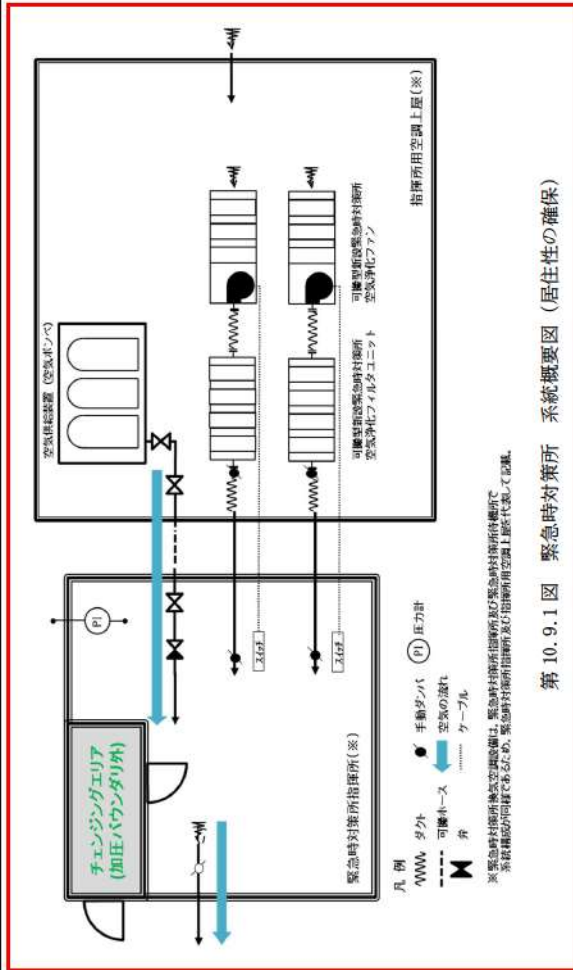 チェンジングエリア
(加圧バウンダリ外)
PI
空気供給装置 (空気ボンベ)
スイッチ
スイッチ
緊急時対策所指揮所(※)
可搬型新設緊急時対策所
空気浄化フィルタユニット
可搬型新設緊急時対策所
空気浄化ファン
指揮所用空調上屋(※)
凡 例
ダクト
手動ダンパ
PI 圧力計
可搬ホース
空気の流れ
弁
ケーブル
※緊急時対策所換気空調設備は、緊急時対策所指揮所及び緊急時対策所待機所で
系統構成が同様であるため、緊急時対策所指揮所及び指揮所用空調上屋を代表して記載。
第 10.9.1 図 緊急時対策所 系統概要図 (居住性の確保)